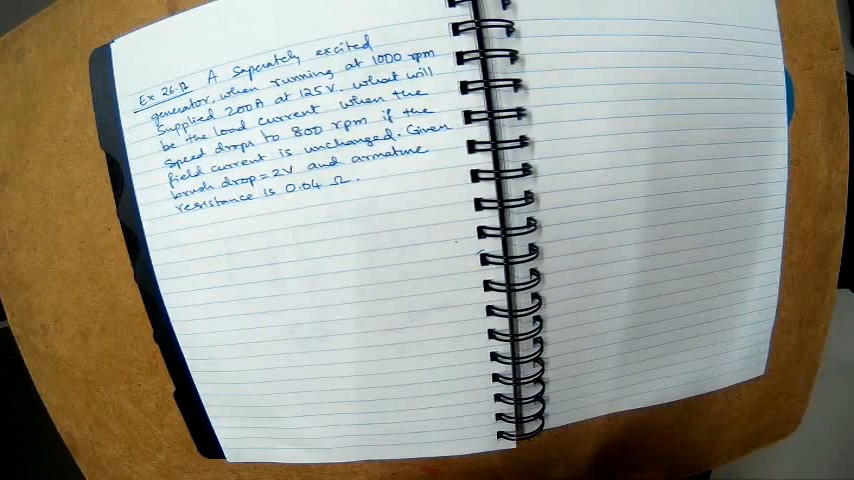 Ex 26.12 A Seperately excited
generator, when running at 1000 rpm
Supplied 200A at 125V. what will
be the load current when the
speed drops to 800 rpm if the
field current is unchanged. Given
brush drop = 2V and armature
resistance is 0.04 Ω.